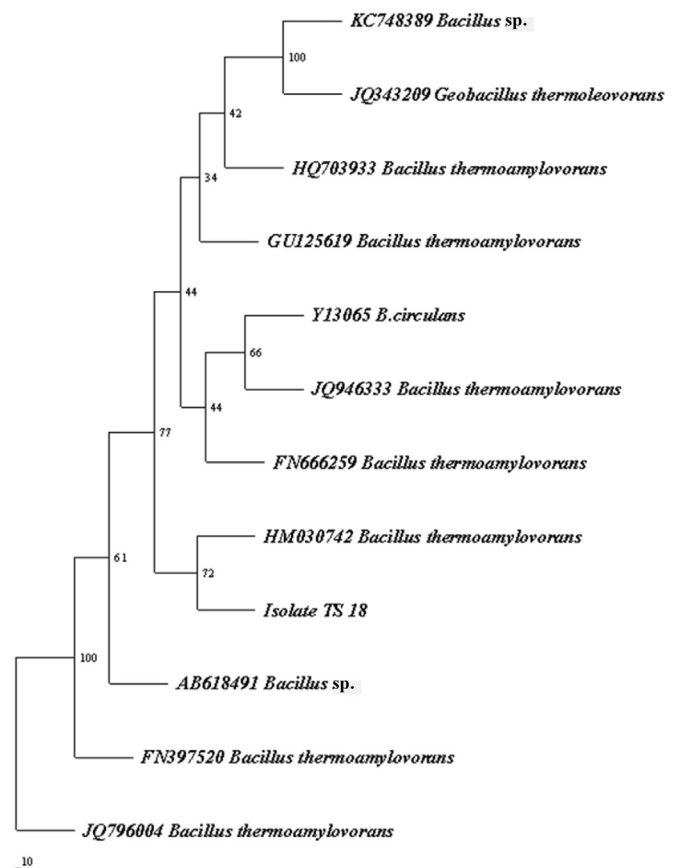 KC748389 Bacillus sp.
100
JQ343209 Geobacillus thermoleovorans
42
HQ703933 Bacillus thermoamylovorans
34
GU125619 Bacillus thermoamylovorans
44
Y13065 B.circulans
66
JQ946333 Bacillus thermoamylovorans
44
77
FN666259 Bacillus thermoamylovorans
HM030742 Bacillus thermoamylovorans
61
72
Isolate TS 18
100
AB618491 Bacillus sp.
FN397520 Bacillus thermoamylovorans
JQ796004 Bacillus thermoamylovorans
10